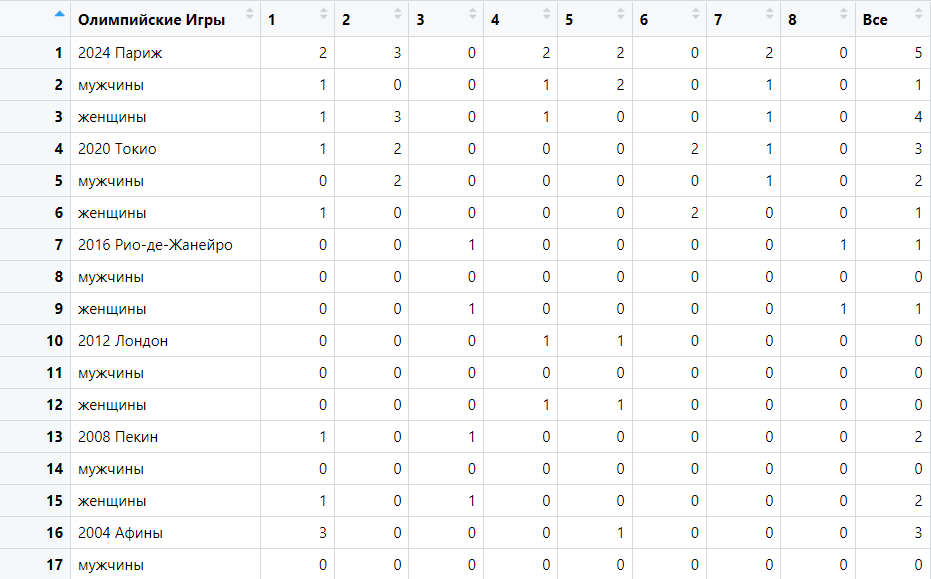 Олимпийские Игры 1 2 3 4 5 6 7 8 Все
1 2024 Париж 2 3 0 2 2 0 2 0 5
2 мужчины 1 0 0 1 2 0 1 0 1
3 женщины 1 3 0 1 0 0 1 0 4
4 2020 Токио 1 2 0 0 0 2 1 0 3
5 мужчины 0 2 0 0 0 0 1 0 2
6 женщины 1 0 0 0 0 2 0 0 1
7 2016 Рио-де-Жанейро 0 0 1 0 0 0 0 1 1
8 мужчины 0 0 0 0 0 0 0 0 0
9 женщины 0 0 1 0 0 0 0 1 1
10 2012 Лондон 0 0 0 1 1 0 0 0 0
11 мужчины 0 0 0 0 0 0 0 0 0
12 женщины 0 0 0 1 1 0 0 0 0
13 2008 Пекин 1 0 1 0 0 0 0 0 2
14 мужчины 0 0 0 0 0 0 0 0 0
15 женщины 1 0 1 0 0 0 0 0 2
16 2004 Афины 3 0 0 0 1 0 0 0 3
17 мужчины 0 0 0 0 0 0 0 0 0